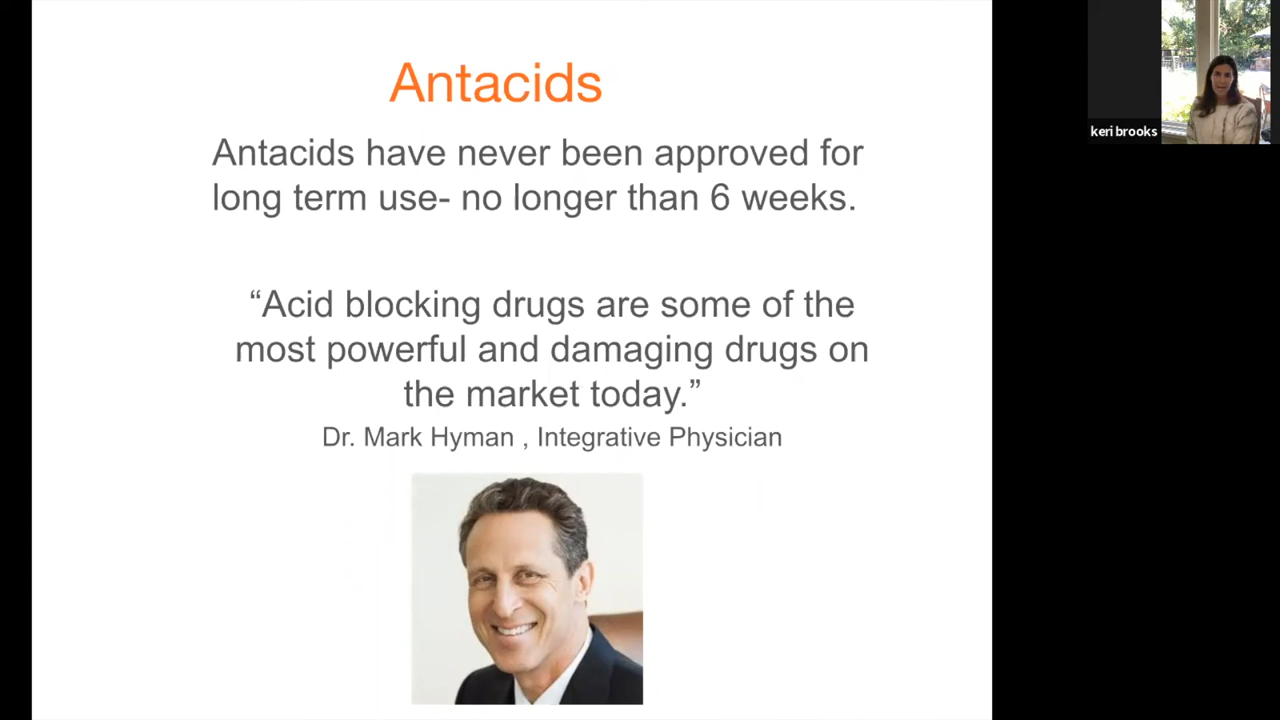 Antacids
Antacids have never been approved for
long term use- no longer than 6 weeks.
“Acid blocking drugs are some of the
most powerful and damaging drugs on
the market today.”
Dr. Mark Hyman , Integrative Physician
keri brooks